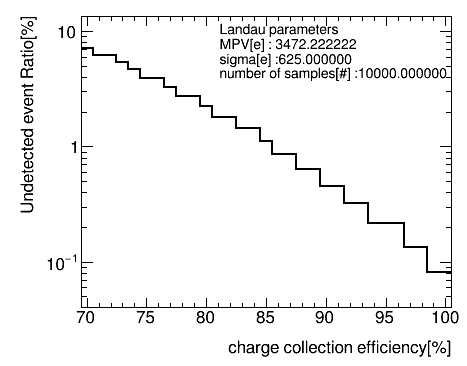 Landau parameters
MPV[e] : 3472.222222
sigma[e] :625.000000
number of samples[#] :10000.000000
Undetected event Ratio[%]
10
1
10⁻¹
70 75 80 85 90 95 100
charge collection efficiency[%]